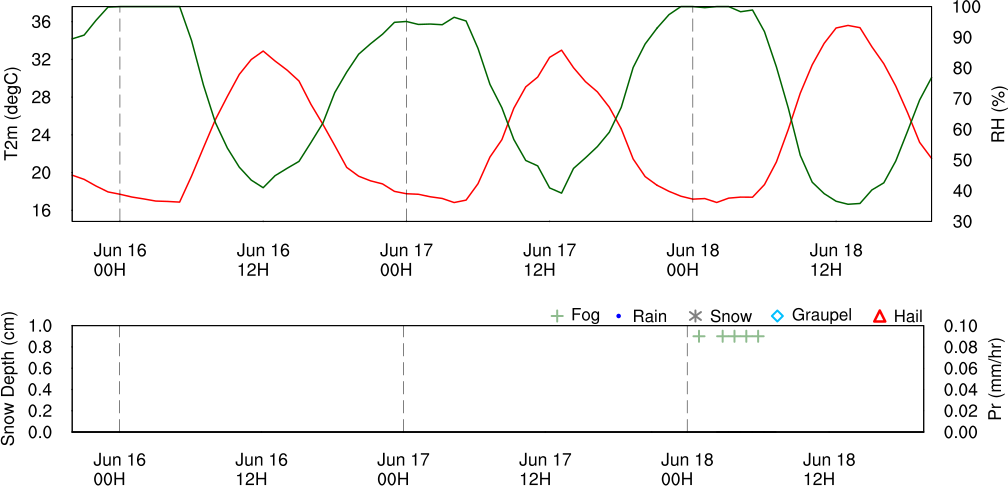 T2m (degC)
36
32
28
24
20
16
100
90
80
70
60
50
40
30
RH (%)
Jun 16 Jun 16 Jun 17 Jun 17 Jun 18 Jun 18
00H 12H 00H 12H 00H 12H
Fog Rain Snow Graupel Hail
Snow Depth (cm)
1.0
0.8
0.6
0.4
0.2
0.0
0.10
0.08
0.06
0.04
0.02
0.00
Pr (mm/hr)
Jun 16 Jun 16 Jun 17 Jun 17 Jun 18 Jun 18
00H 12H 00H 12H 00H 12H